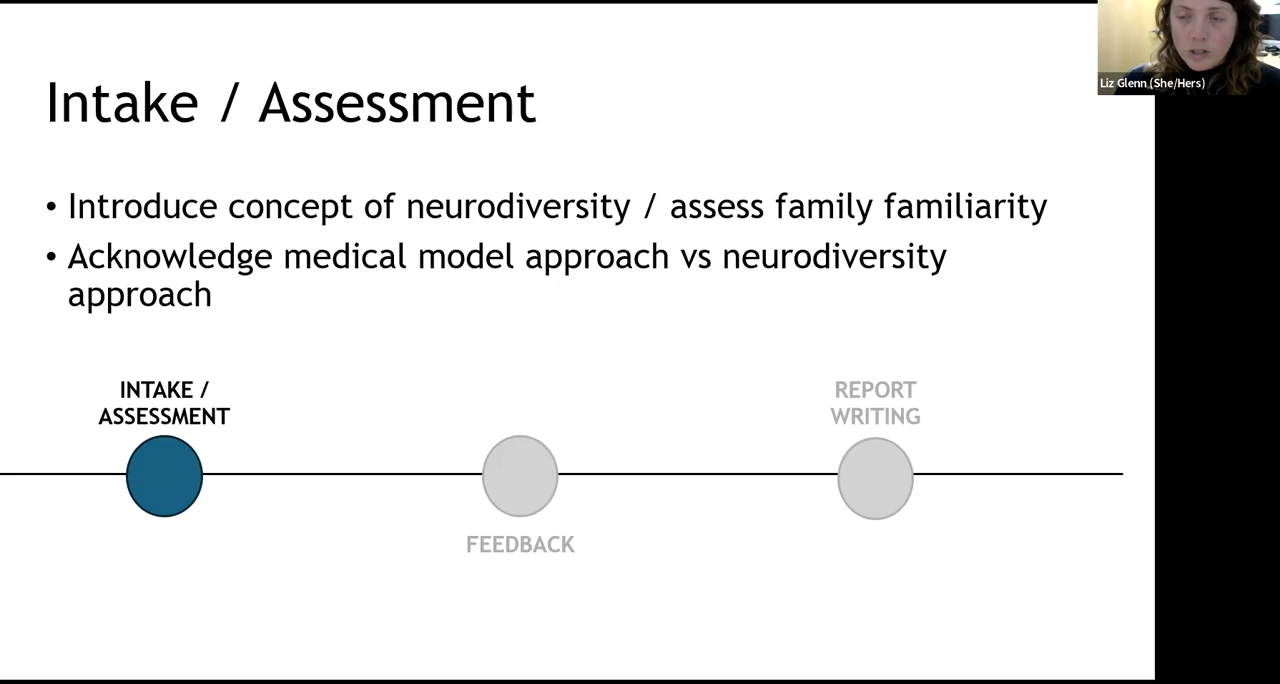 Liz Glenn (She/Hers)
Intake / Assessment
• Introduce concept of neurodiversity / assess family familiarity
• Acknowledge medical model approach vs neurodiversity
approach
INTAKE /
ASSESSMENT
FEEDBACK
REPORT
WRITING